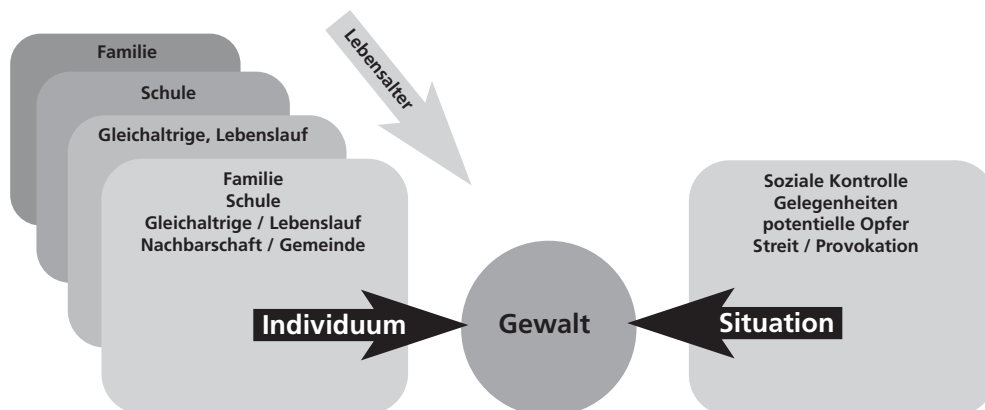 Familie
Schule
Gleichaltrige, Lebenslauf
Familie
Schule
Gleichaltrige / Lebenslauf
Nachbarschaft / Gemeinde
Individuum
Lebensalter
Gewalt
Soziale Kontrolle
Gelegenheiten
potentielle Opfer
Streit / Provokation
Situation